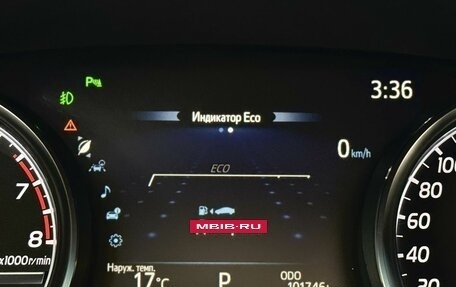 P
3:36
Индикатор Eco
0 km/h
ECO
MBIB·RU
7
8
x1000r/min
100
80
60
40
Наруж. темп.
17°C
P
ODO